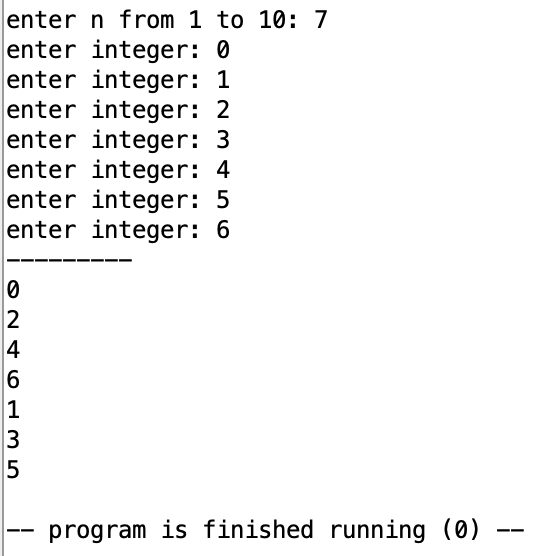 enter n from 1 to 10: 7
enter integer: 0
enter integer: 1
enter integer: 2
enter integer: 3
enter integer: 4
enter integer: 5
enter integer: 6
---------
0
2
4
6
1
3
5
-- program is finished running (0) --